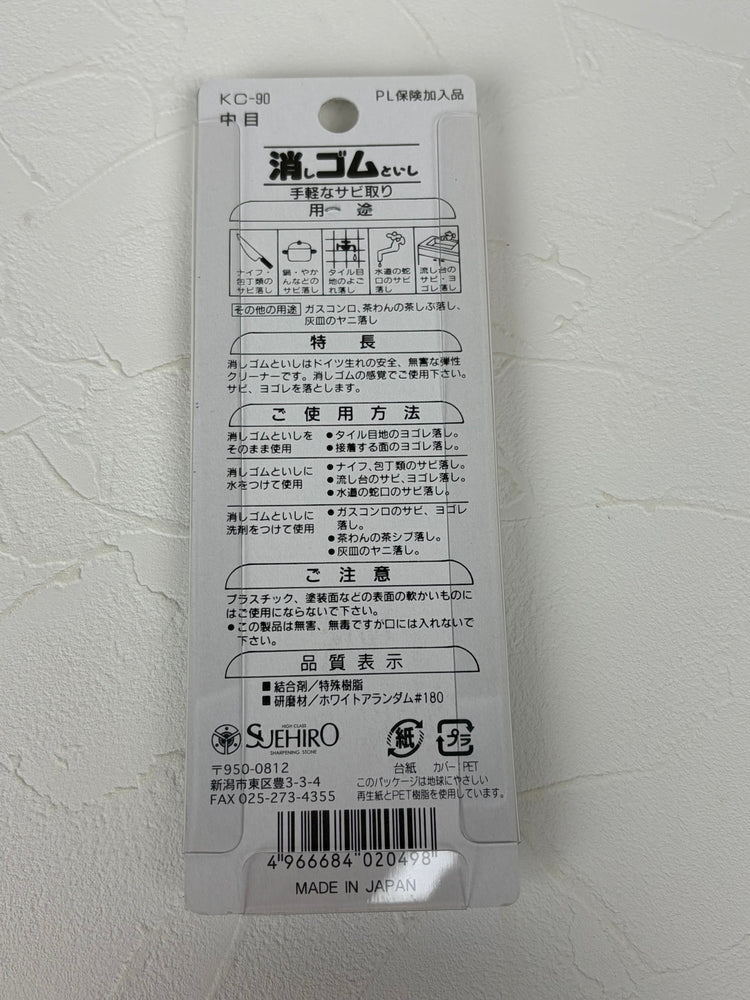 KC-90
PL保険加入品
中目
消しゴムといし
手軽なサビ取り
用途
ナイフ・
包丁類の
サビ落し
鍋・やか
んなどの
サビ落し
タイル目
地のよご
れ落し
水道の蛇
口のサビ
落し
流し台の
サビ・ヨ
ゴレ落し
その他の用途 ガスコンロ、茶わんの茶しぶ落し、
灰皿のヤニ落し
特長
消しゴムといしはドイツ生れの安全、無害な弾性
クリーナーです。消しゴムの感覚でご使用下さい。
サビ、ヨゴレを落とします。
ご使用方法
消しゴムといしを
そのまま使用
●タイル目地のヨゴレ落し。
●接着する面のヨゴレ落し。
消しゴムといしに
水をつけて使用
●ナイフ、包丁類のサビ落し。
●流し台のサビ、ヨゴレ落し。
●水道の蛇口のサビ落し。
消しゴムといしに
洗剤をつけて使用
●ガスコンロのサビ、ヨゴレ
落し。
●茶わんの茶シブ落し。
●灰皿のヤニ落し。
ご注意
プラスチック、塗装面などの表面の軟かいものに
はご使用にならないで下さい。
●この製品は無害、無毒ですが口には入れないで
下さい。
品質表示
■結合剤/特殊樹脂
■研磨材/ホワイトアランダム#180
HIGH CLASS
SUEHIRO
SHARPENING STONE
〒950-0812
新潟市東区豊3-3-4
FAX 025-273-4355
紙
台紙
プラ
カバー:PET
このパッケージは地球にやさしい
再生紙とPET樹脂を使用しています。
4"966684"020498"
MADE IN JAPAN